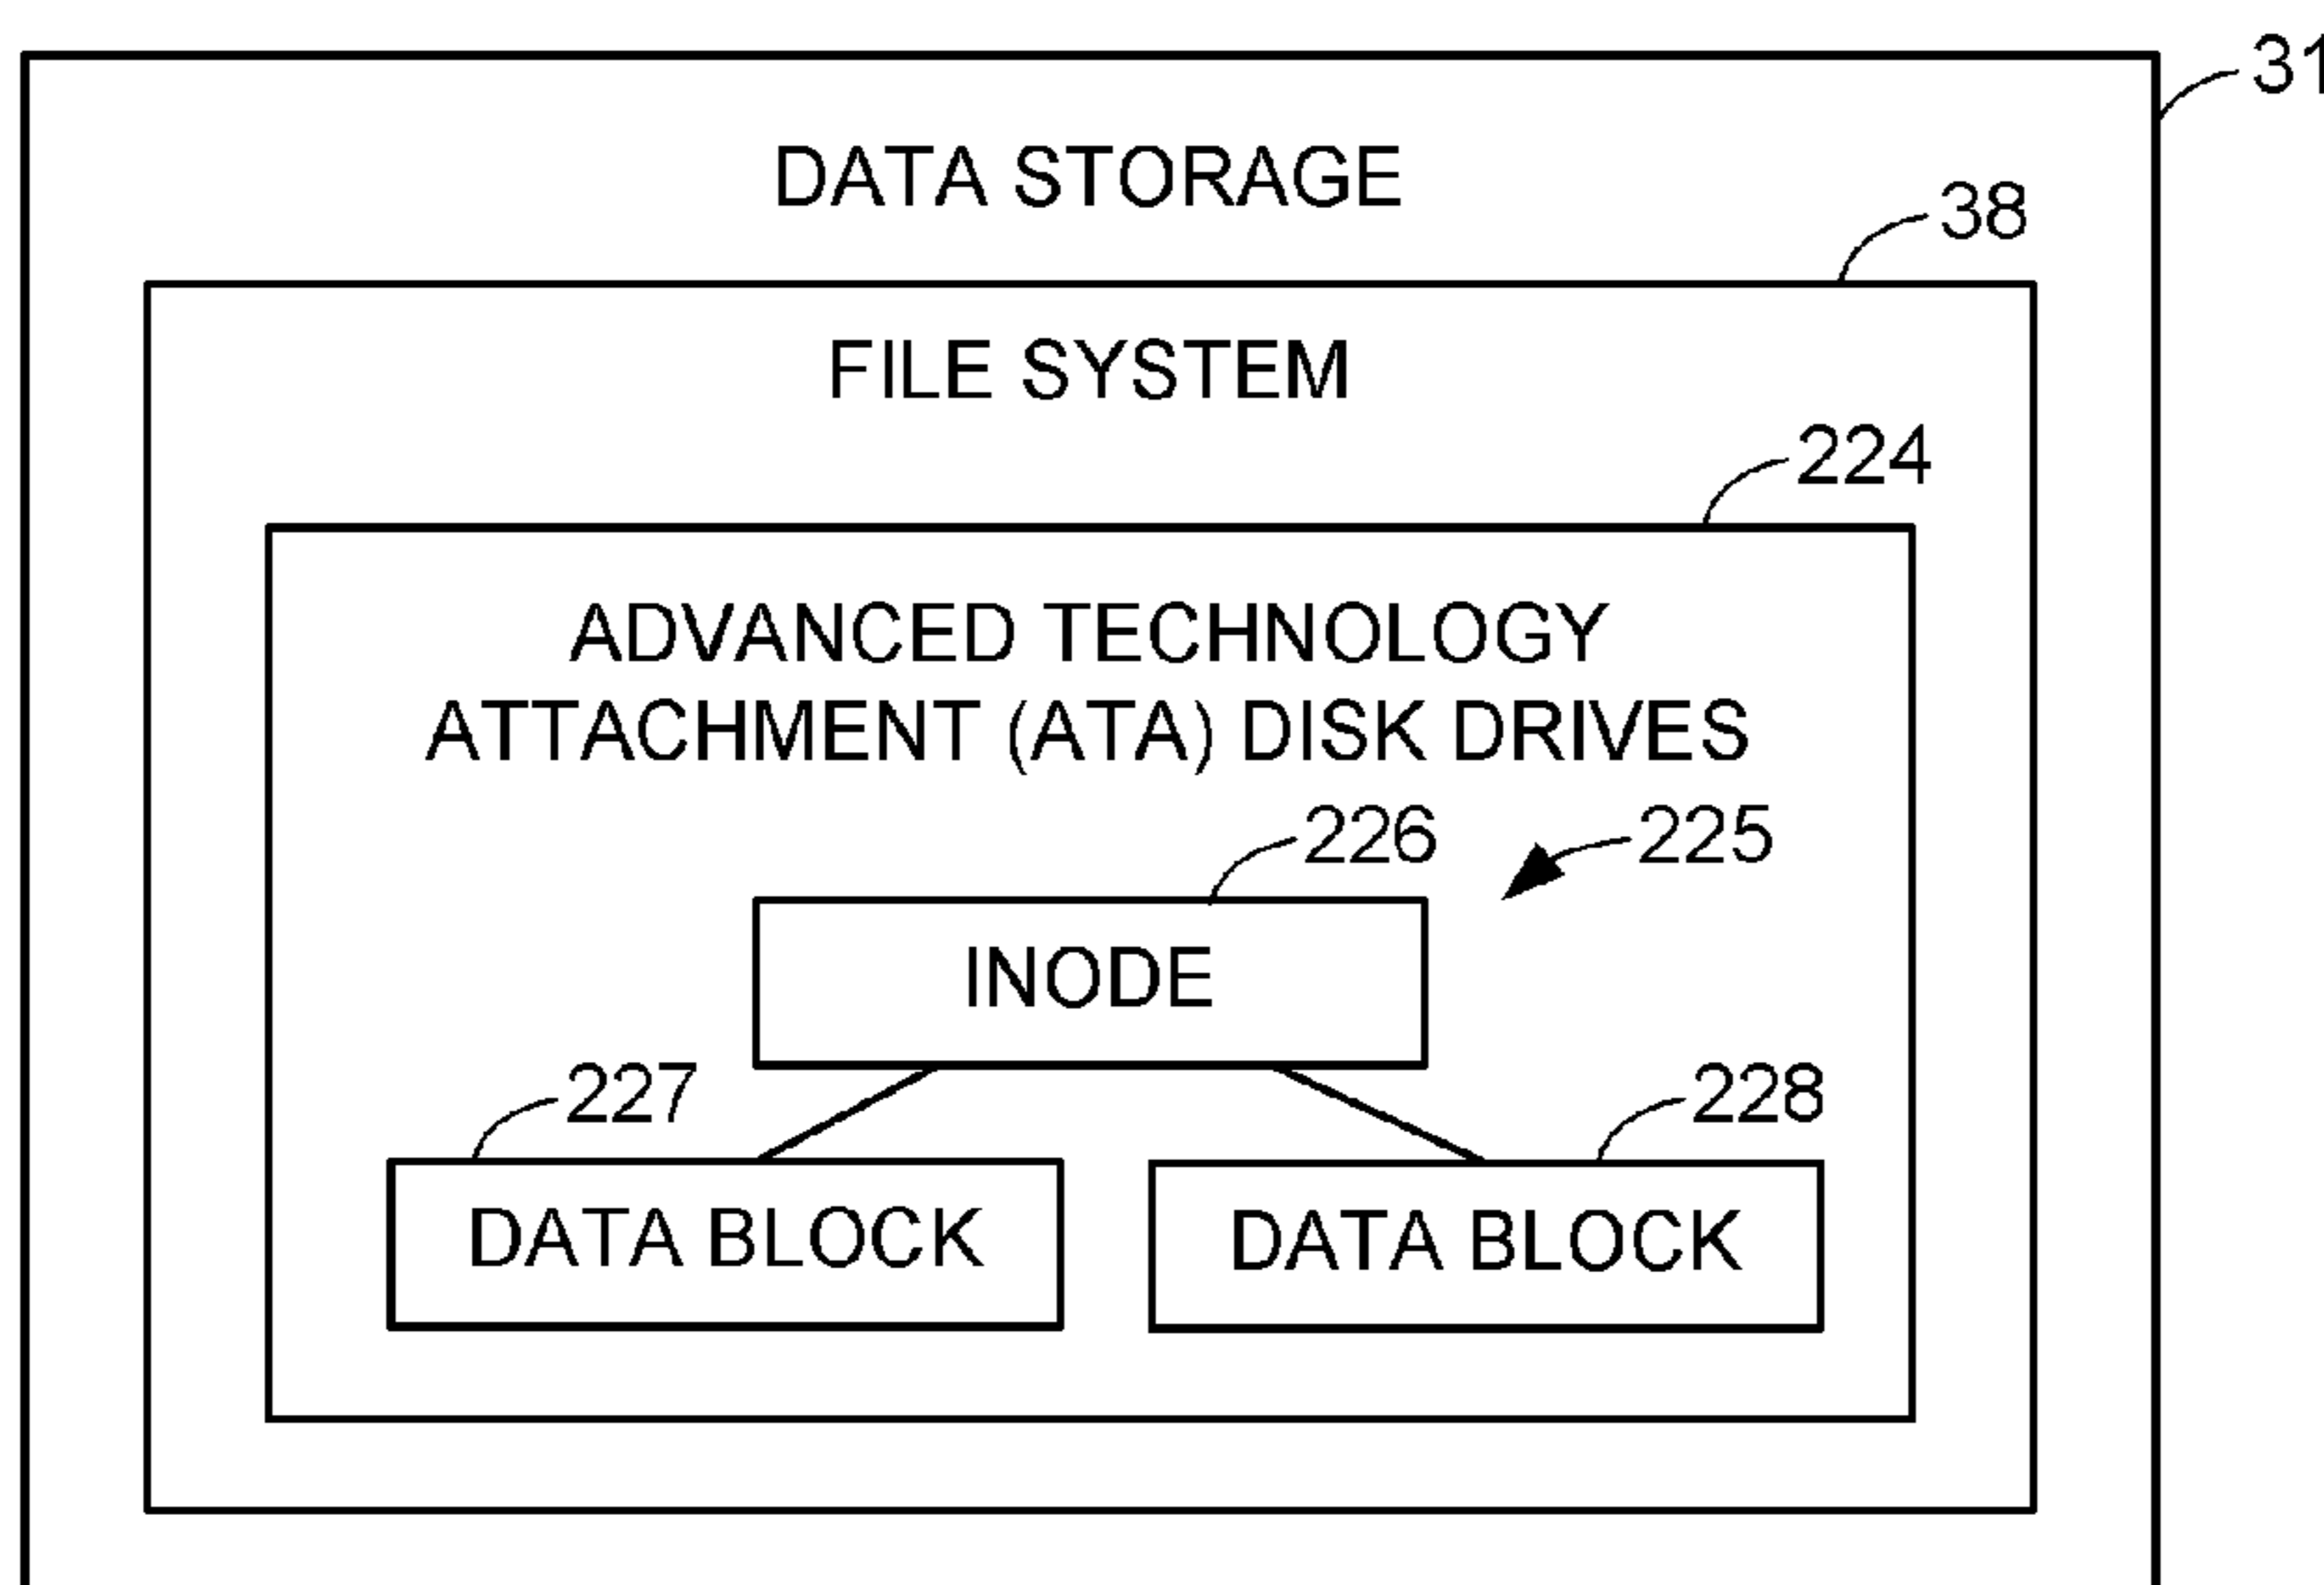 31
DATA STORAGE
38
FILE SYSTEM
224
ADVANCED TECHNOLOGY
ATTACHMENT (ATA) DISK DRIVES
226
225
INODE
227
228
DATA BLOCK
DATA BLOCK